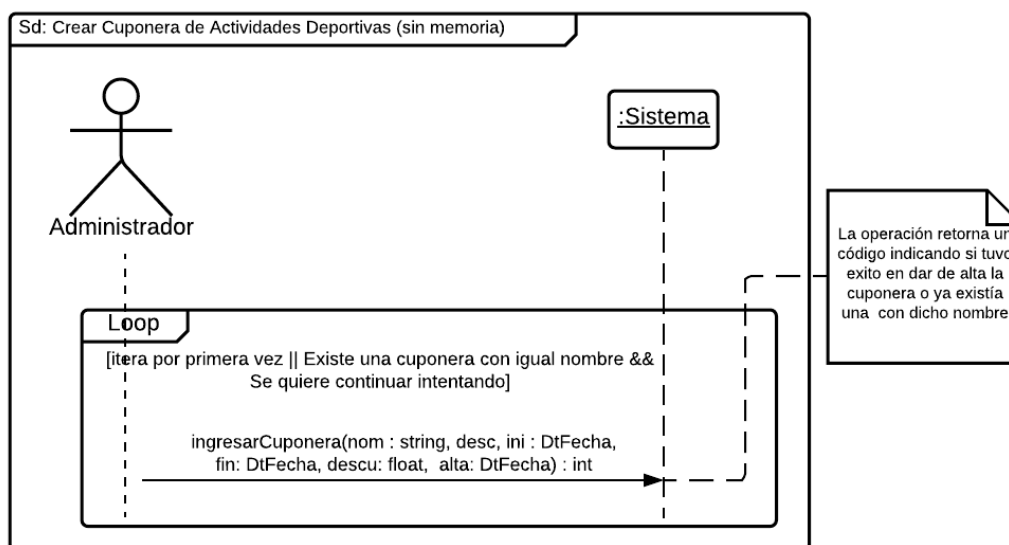 Sd: Crear Cuponera de Actividades Deportivas (sin memoria)
:Sistema
Administrador
La operación retorna un
código indicando si tuvo
exito en dar de alta la
cuponera o ya existía
una con dicho nombre
Loop
[itera por primera vez || Existe una cuponera con igual nombre &&
Se quiere continuar intentando]
ingresarCuponera(nom : string, desc, ini : DtFecha,
fin: DtFecha, descu: float, alta: DtFecha) : int